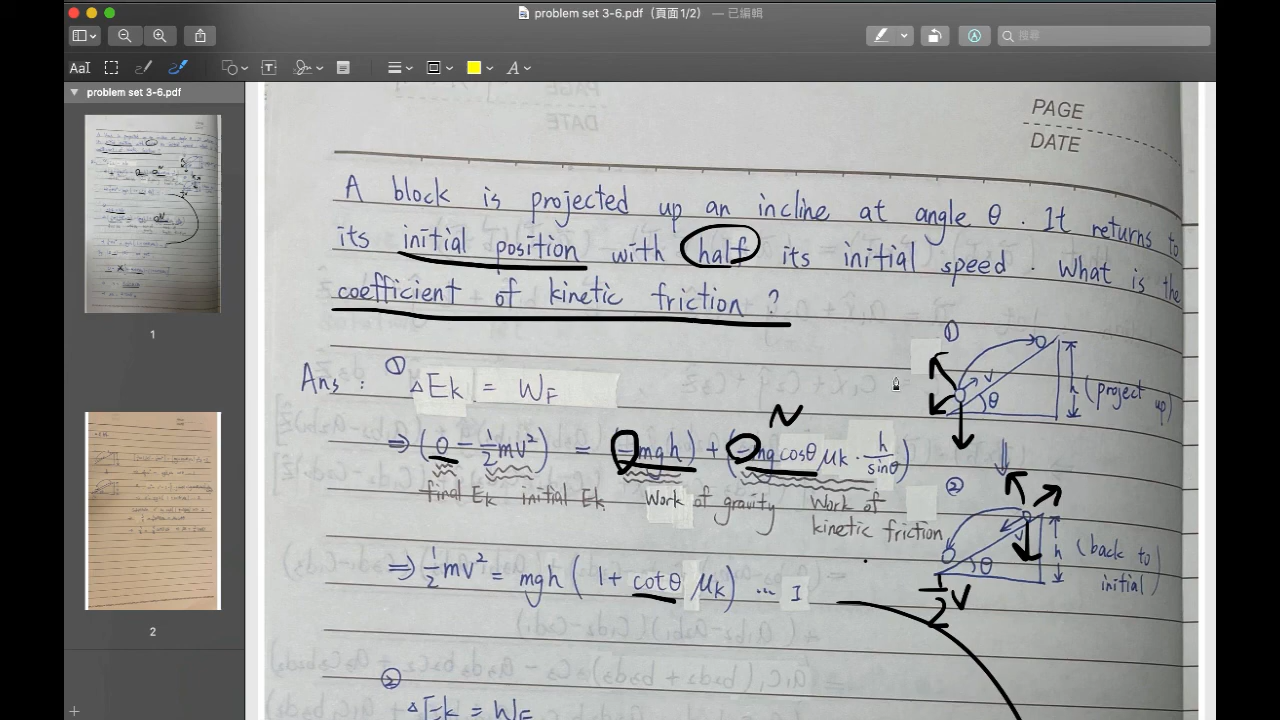 problem set 3-6.pdf（頁面1/2） — 已編輯
搜尋
AaI
A
problem set 3-6.pdf
1
2
PAGE
DATE
A block is projected up an incline at angle θ. It returns to
its initial position with half its initial speed. What is the
coefficient of kinetic friction?
Ans: ① ΔEk = WF
⇒ (0 - 1/2 mv²) = (-mgh) + (-mgcosθ μk · h/sinθ)
N
final Ek initial Ek Work of gravity Work of kinetic friction
⇒ 1/2 mv² = mgh (1 + cotθ μk) ... I
②
ΔEk = WF
①
v
θ
h
(project up)
②
v
θ
h
(back to initial)
1/2 v